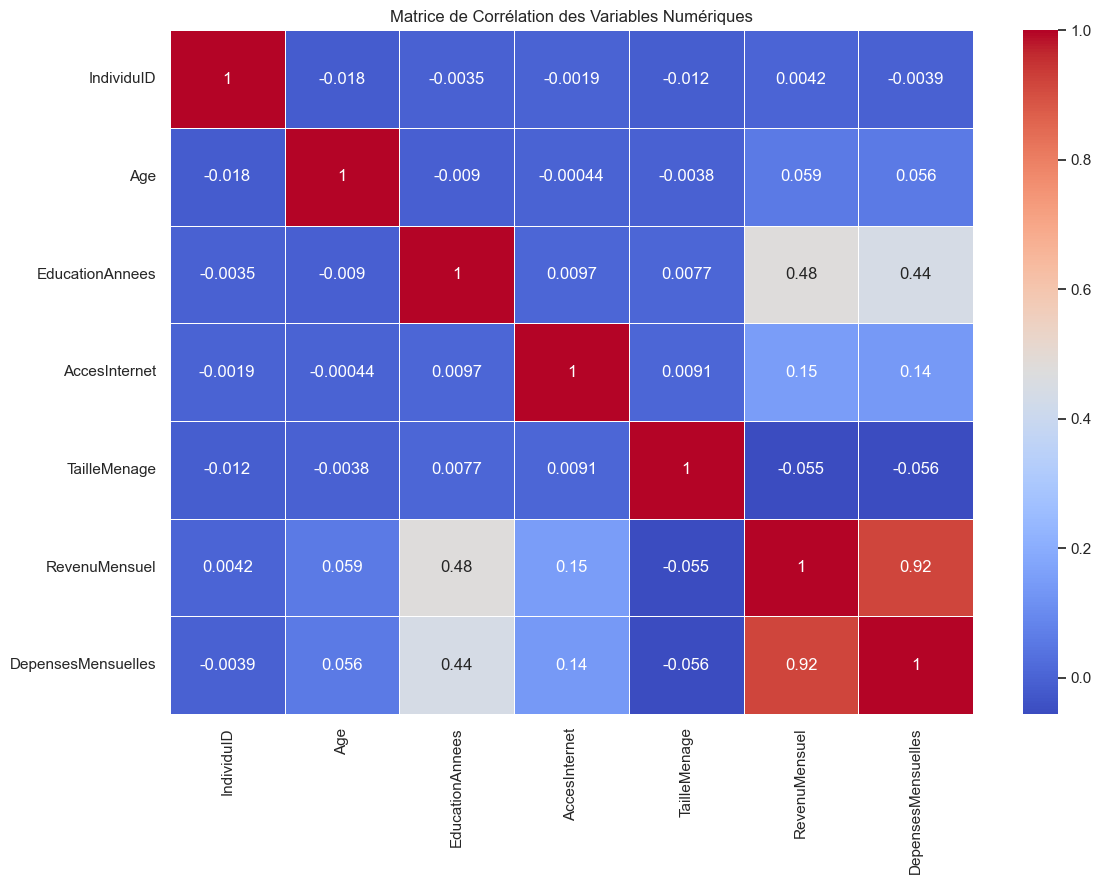 Matrice de Corrélation des Variables Numériques
IndividuID 1 -0.018 -0.0035 -0.0019 -0.012 0.0042 -0.0039
Age -0.018 1 -0.009 -0.00044 -0.0038 0.059 0.056
EducationAnnees -0.0035 -0.009 1 0.0097 0.0077 0.48 0.44
AccesInternet -0.0019 -0.00044 0.0097 1 0.0091 0.15 0.14
TailleMenage -0.012 -0.0038 0.0077 0.0091 1 -0.055 -0.056
RevenuMensuel 0.0042 0.059 0.48 0.15 -0.055 1 0.92
DepensesMensuelles -0.0039 0.056 0.44 0.14 -0.056 0.92 1
IndividuID
Age
EducationAnnees
AccesInternet
TailleMenage
RevenuMensuel
DepensesMensuelles
1.0
0.8
0.6
0.4
0.2
0.0